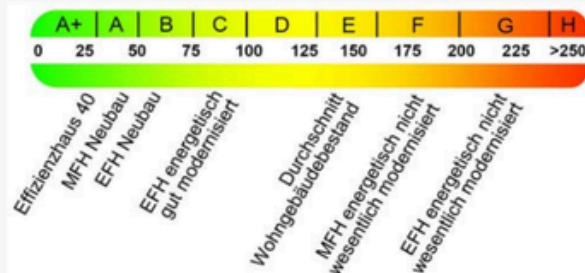 A+ A B C D E F G H
0 25 50 75 100 125 150 175 200 225 >250
Effizienzhaus 40
MFH Neubau
EFH Neubau
EFH energetisch
gut modernisiert
Durchschnitt
Wohngebäudebestand
MFH energetisch nicht
wesentlich modernisiert
EFH energetisch nicht
wesentlich modernisiert